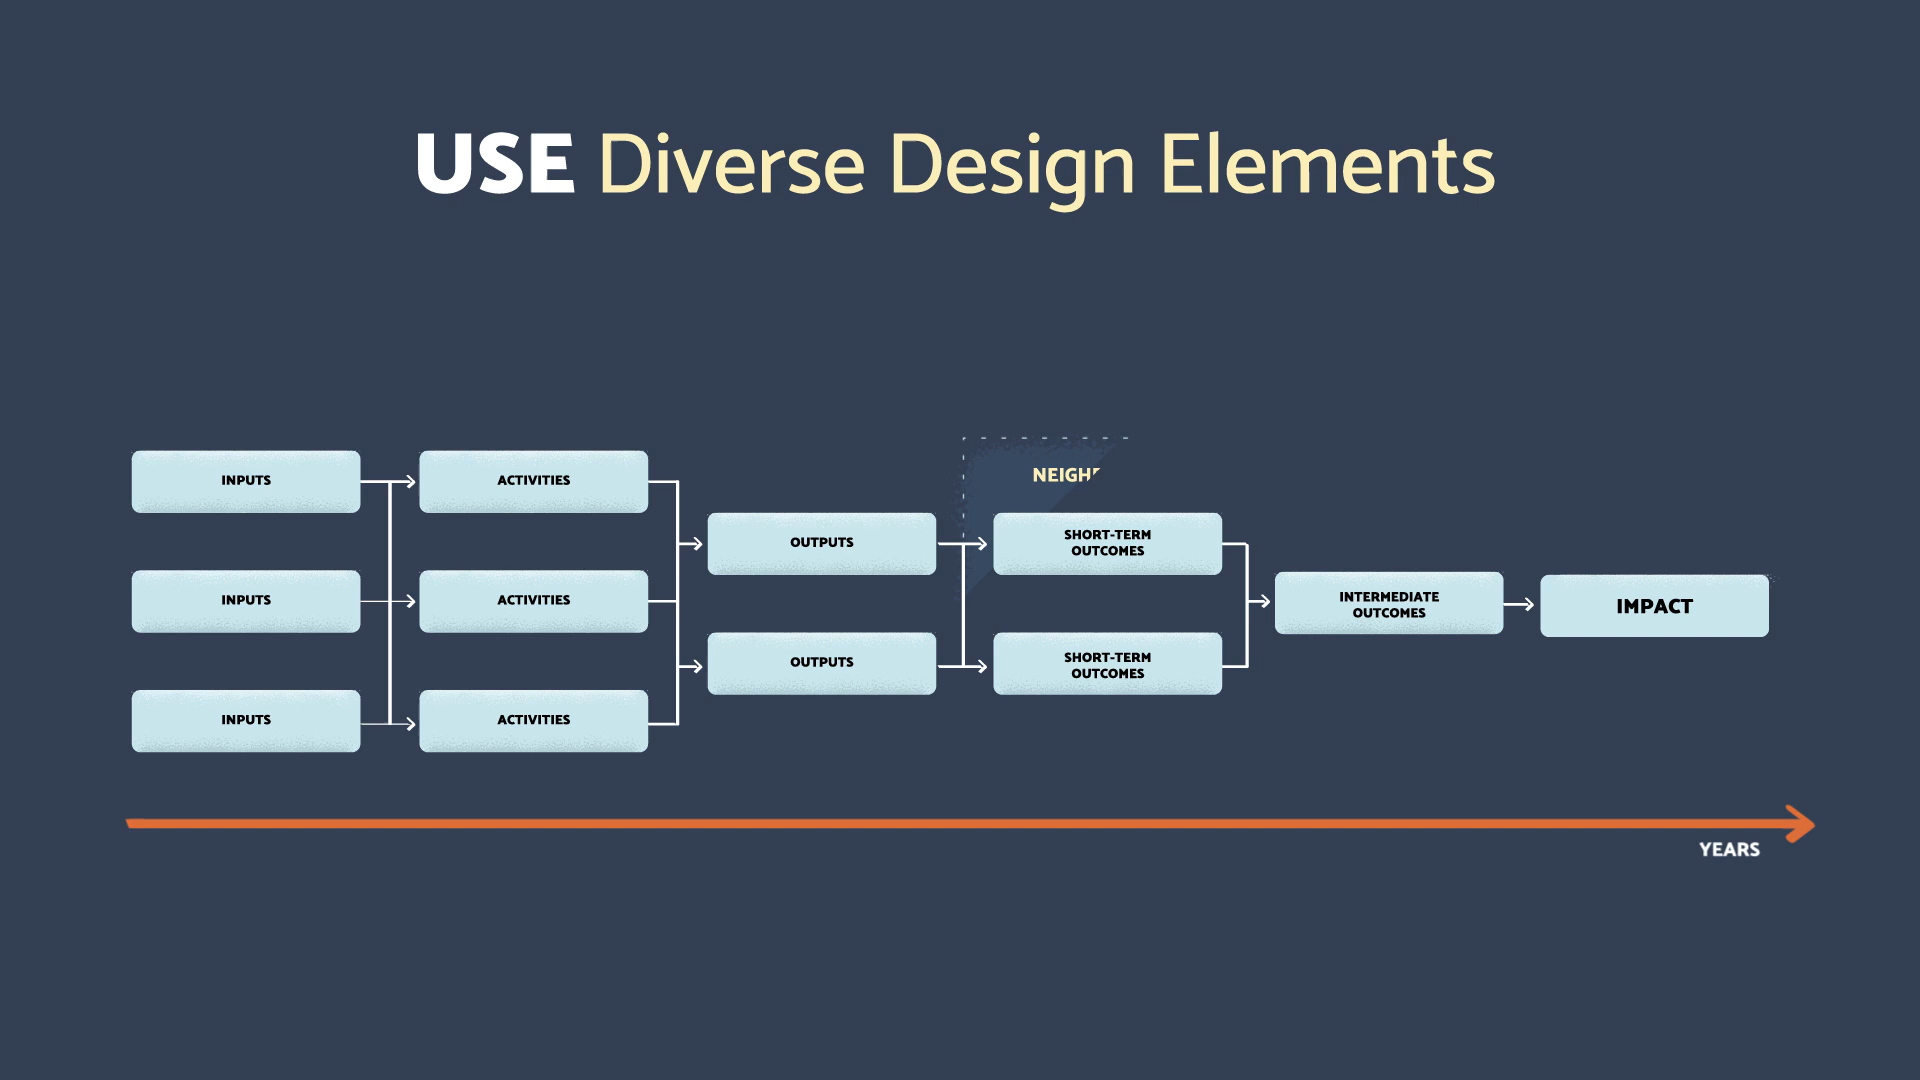 USE Diverse Design Elements
INPUTS
INPUTS
INPUTS
ACTIVITIES
ACTIVITIES
ACTIVITIES
OUTPUTS
OUTPUTS
NEIGH
SHORT-TERM
OUTCOMES
SHORT-TERM
OUTCOMES
INTERMEDIATE
OUTCOMES
IMPACT
YEARS